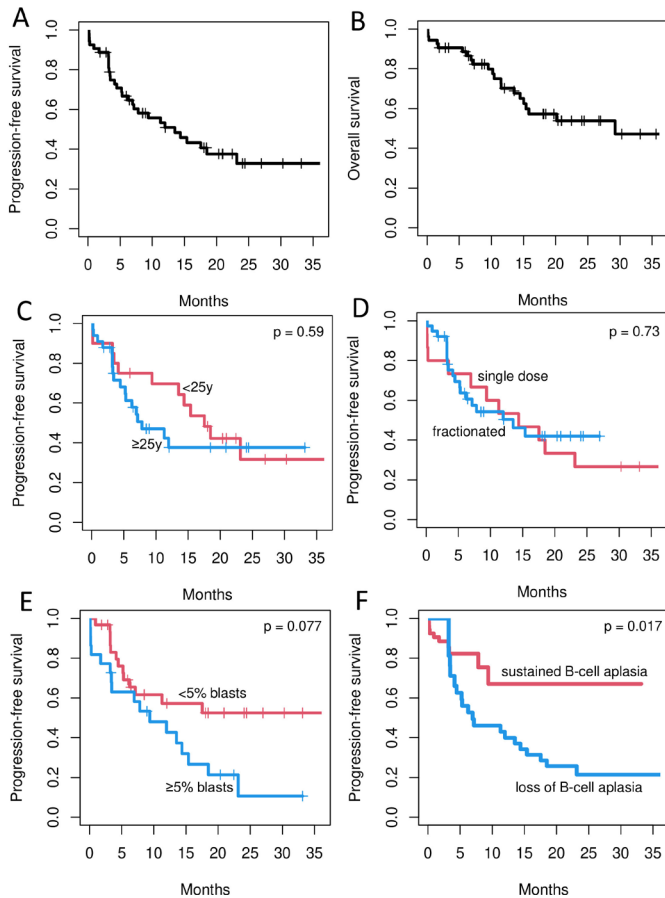 A
Progression-free survival
0.0 0.2 0.4 0.6 0.8 1.0
0 5 10 15 20 25 30 35
Months
B
Overall survival
0.0 0.2 0.4 0.6 0.8 1.0
0 5 10 15 20 25 30 35
Months
C
p = 0.59
Progression-free survival
0.0 0.2 0.4 0.6 0.8 1.0
<25y
≥25y
0 5 10 15 20 25 30 35
Months
D
p = 0.73
Progression-free survival
0.0 0.2 0.4 0.6 0.8 1.0
single dose
fractionated
0 5 10 15 20 25 30 35
Months
E
p = 0.077
Progression-free survival
0.0 0.2 0.4 0.6 0.8 1.0
<5% blasts
≥5% blasts
0 5 10 15 20 25 30 35
Months
F
p = 0.017
Progression-free survival
0.0 0.2 0.4 0.6 0.8 1.0
sustained B-cell aplasia
loss of B-cell aplasia
0 5 10 15 20 25 30 35
Months